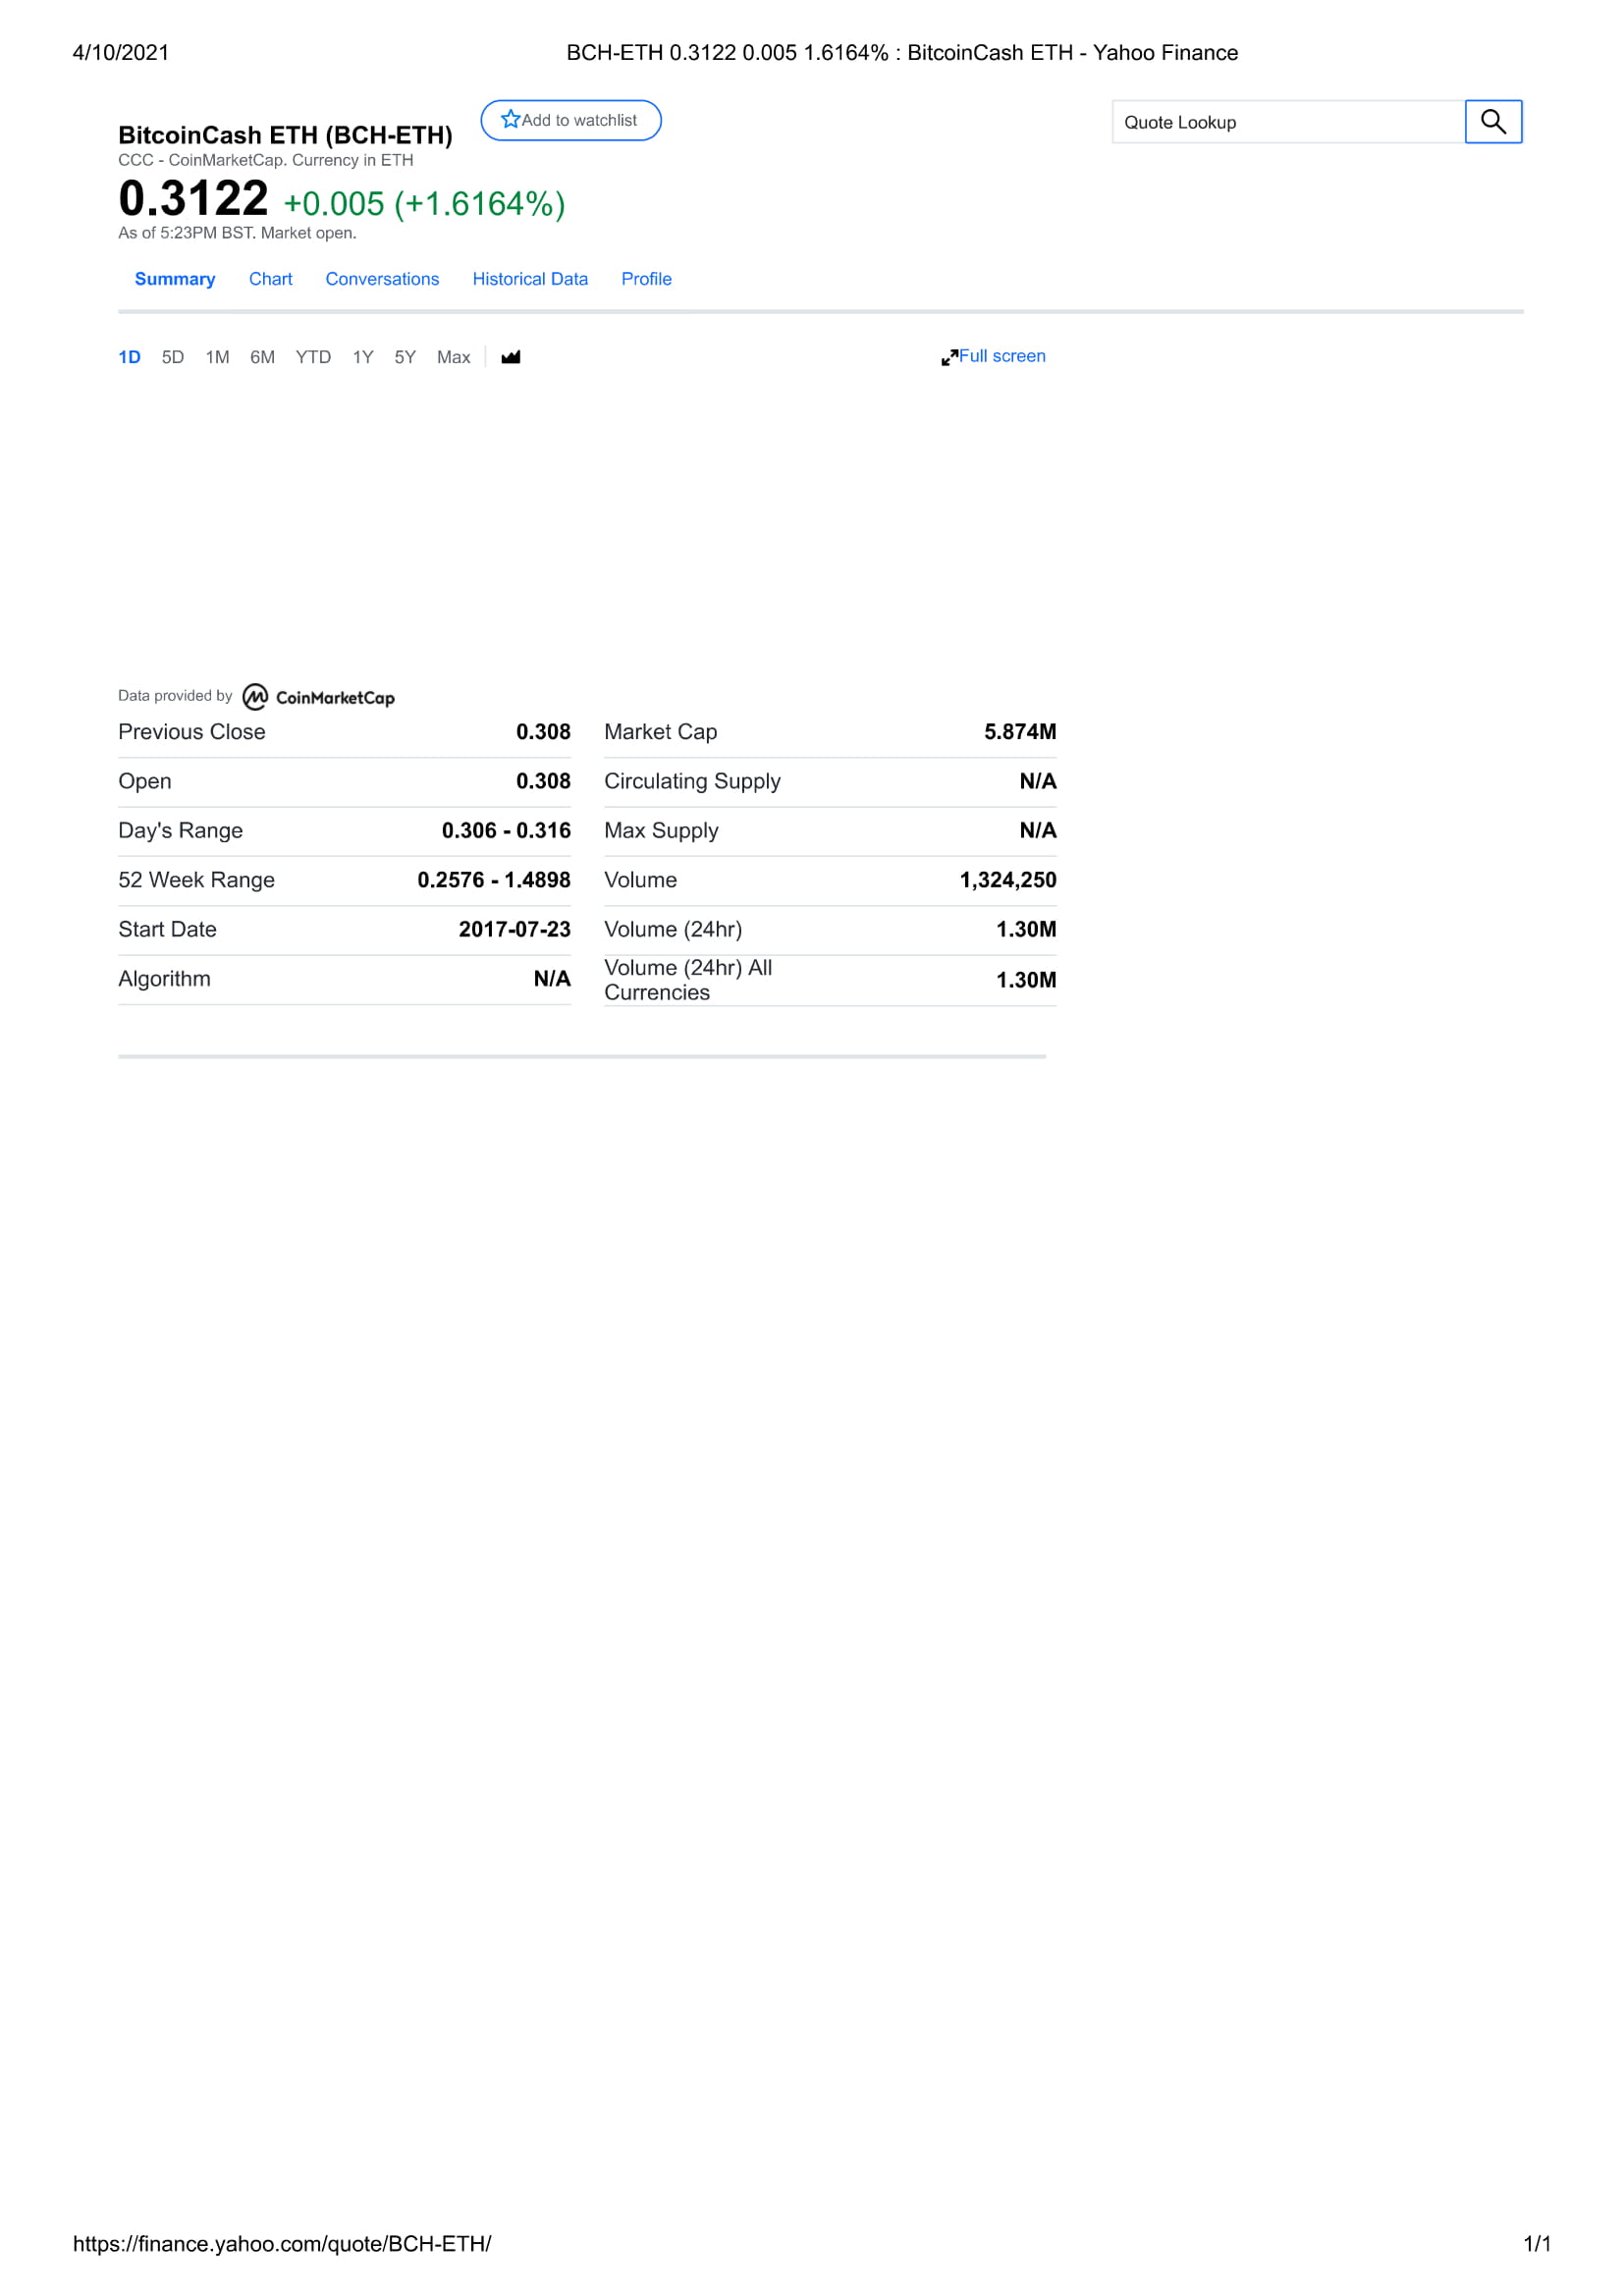 4/10/2021 BCH-ETH 0.3122 0.005 1.6164% : BitcoinCash ETH - Yahoo Finance
BitcoinCash ETH (BCH-ETH) Add to watchlist Quote Lookup
CCC - CoinMarketCap. Currency in ETH
0.3122 +0.005 (+1.6164%)
As of 5:23PM BST. Market open.
Summary Chart Conversations Historical Data Profile
1D 5D 1M 6M YTD 1Y 5Y Max Full screen
Data provided by CoinMarketCap
Previous Close 0.308
Open 0.308
Day's Range 0.306 - 0.316
52 Week Range 0.2576 - 1.4898
Start Date 2017-07-23
Algorithm N/A
Market Cap 5.874M
Circulating Supply N/A
Max Supply N/A
Volume 1,324,250
Volume (24hr) 1.30M
Volume (24hr) All
Currencies 1.30M
https://finance.yahoo.com/quote/BCH-ETH/ 1/1